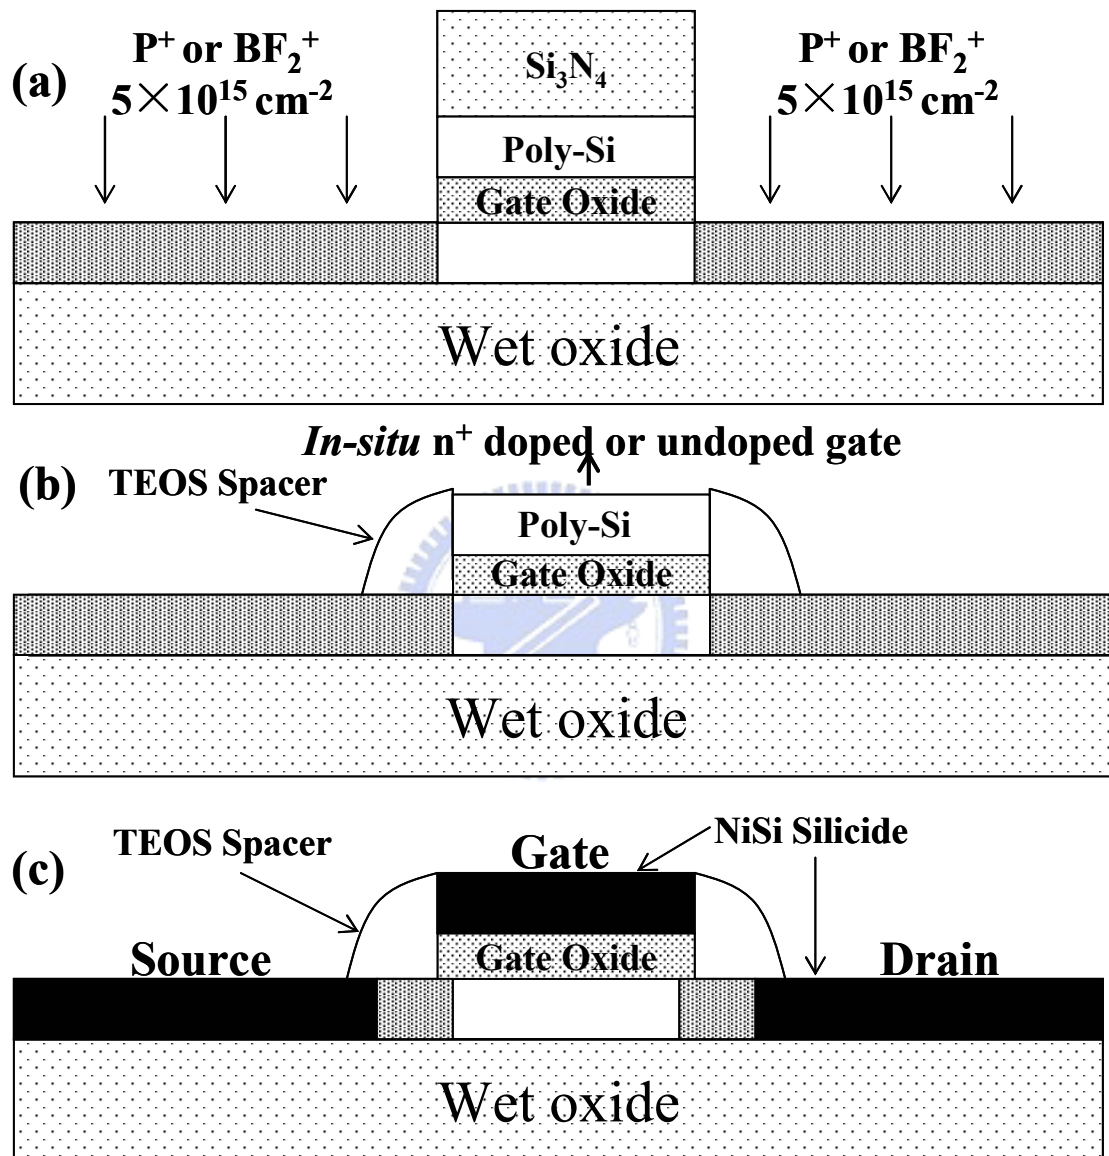 (a)
P⁺ or BF₂⁺
5×10¹⁵ cm⁻²
Si₃N₄
P⁺ or BF₂⁺
5×10¹⁵ cm⁻²
Poly-Si
Gate Oxide
Wet oxide
In-situ n⁺ doped or undoped gate
(b)
TEOS Spacer
Poly-Si
Gate Oxide
Wet oxide
(c)
TEOS Spacer
Gate
NiSi Silicide
Source
Gate Oxide
Drain
Wet oxide